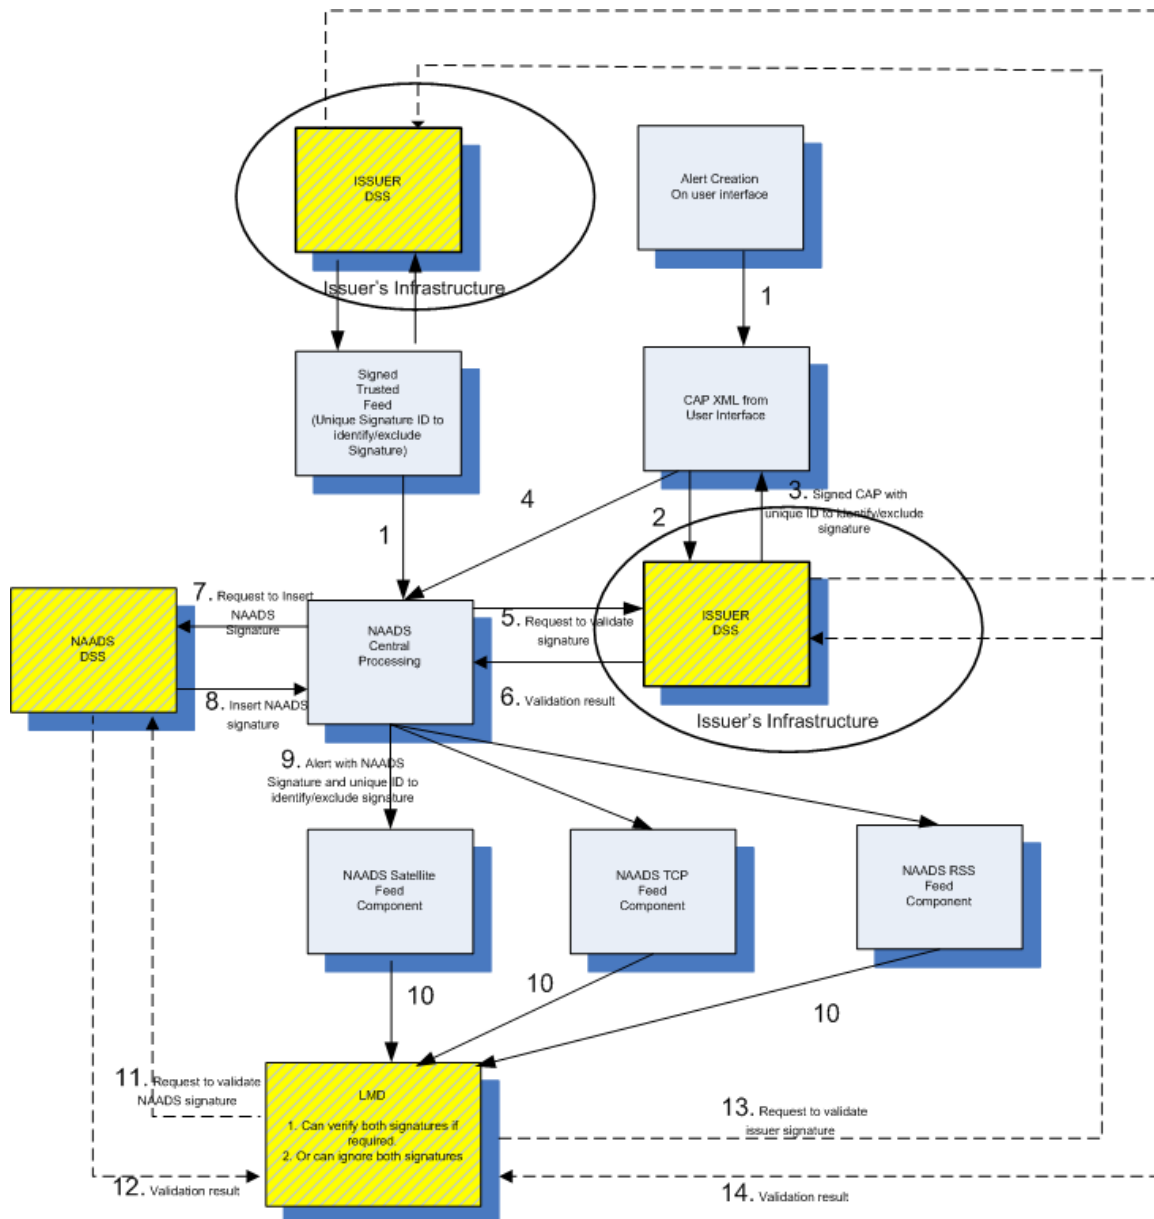 ISSUER
DSS
Issuer's Infrastructure
Alert Creation
On user interface
1
Signed
Trusted
Feed
(Unique Signature ID to
identify/exclude
Signature)
CAP XML from
User Interface
4
1
2
3. Signed CAP with
unique ID to identify/exclude
signature
7. Request to Insert
NAADS
Signature
NAADS
DSS
8. Insert NAADS
signature
NAADS
Central
Processing
5. Request to validate
signature
6. Validation result
ISSUER
DSS
Issuer's Infrastructure
9. Alert with NAADS
Signature and unique ID to
identify/exclude signature
NAADS Satellite
Feed
Component
NAADS TCP
Feed
Component
NAADS RSS
Feed
Component
10
10
10
11. Request to validate
NAADS signature
LMD
1. Can verify both signatures if
required.
2. Or can ignore both signatures
12. Validation result
13. Request to validate
issuer signature
14. Validation result